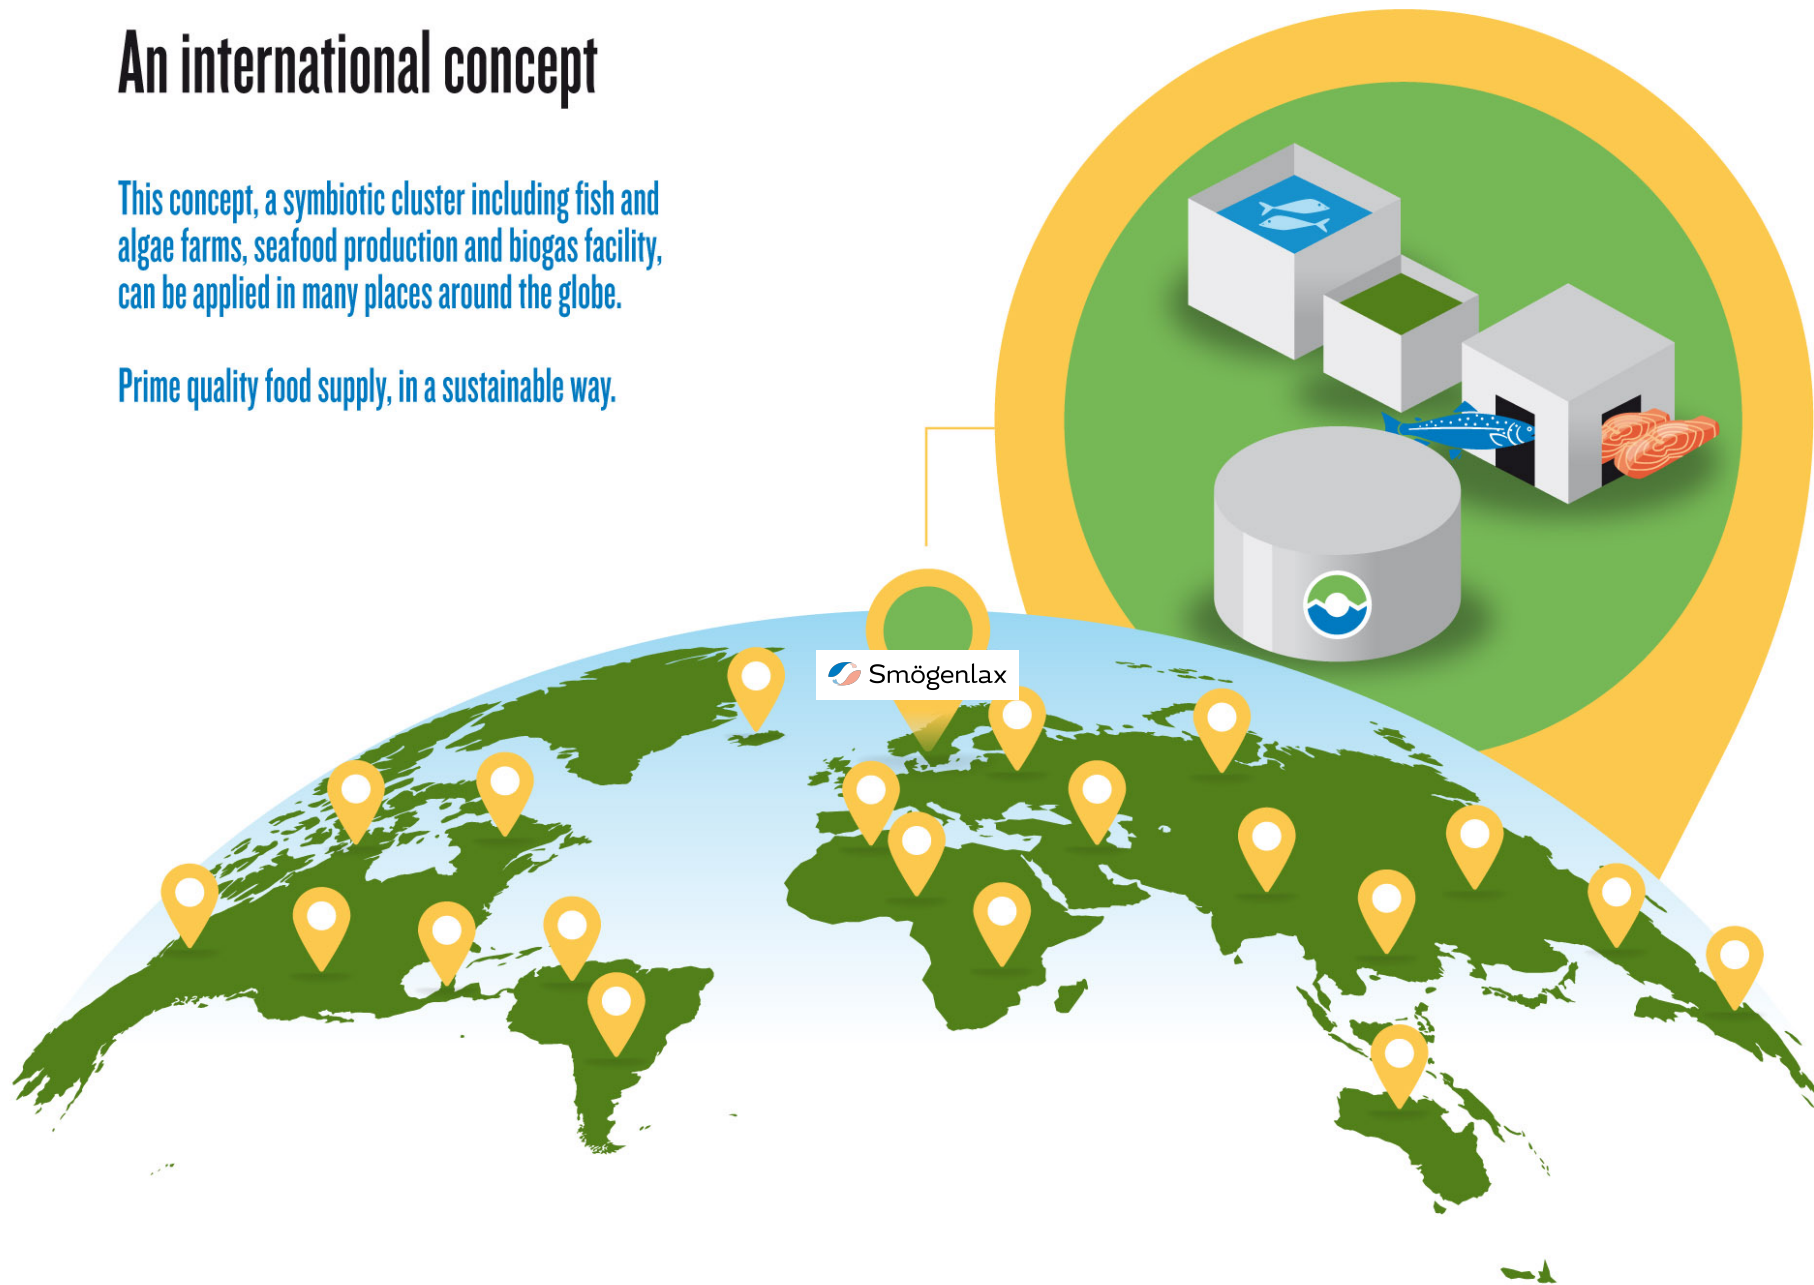 An international concept
This concept, a symbiotic cluster including fish and
algae farms, seafood production and biogas facility,
can be applied in many places around the globe.
Prime quality food supply, in a sustainable way.
Smögenlax